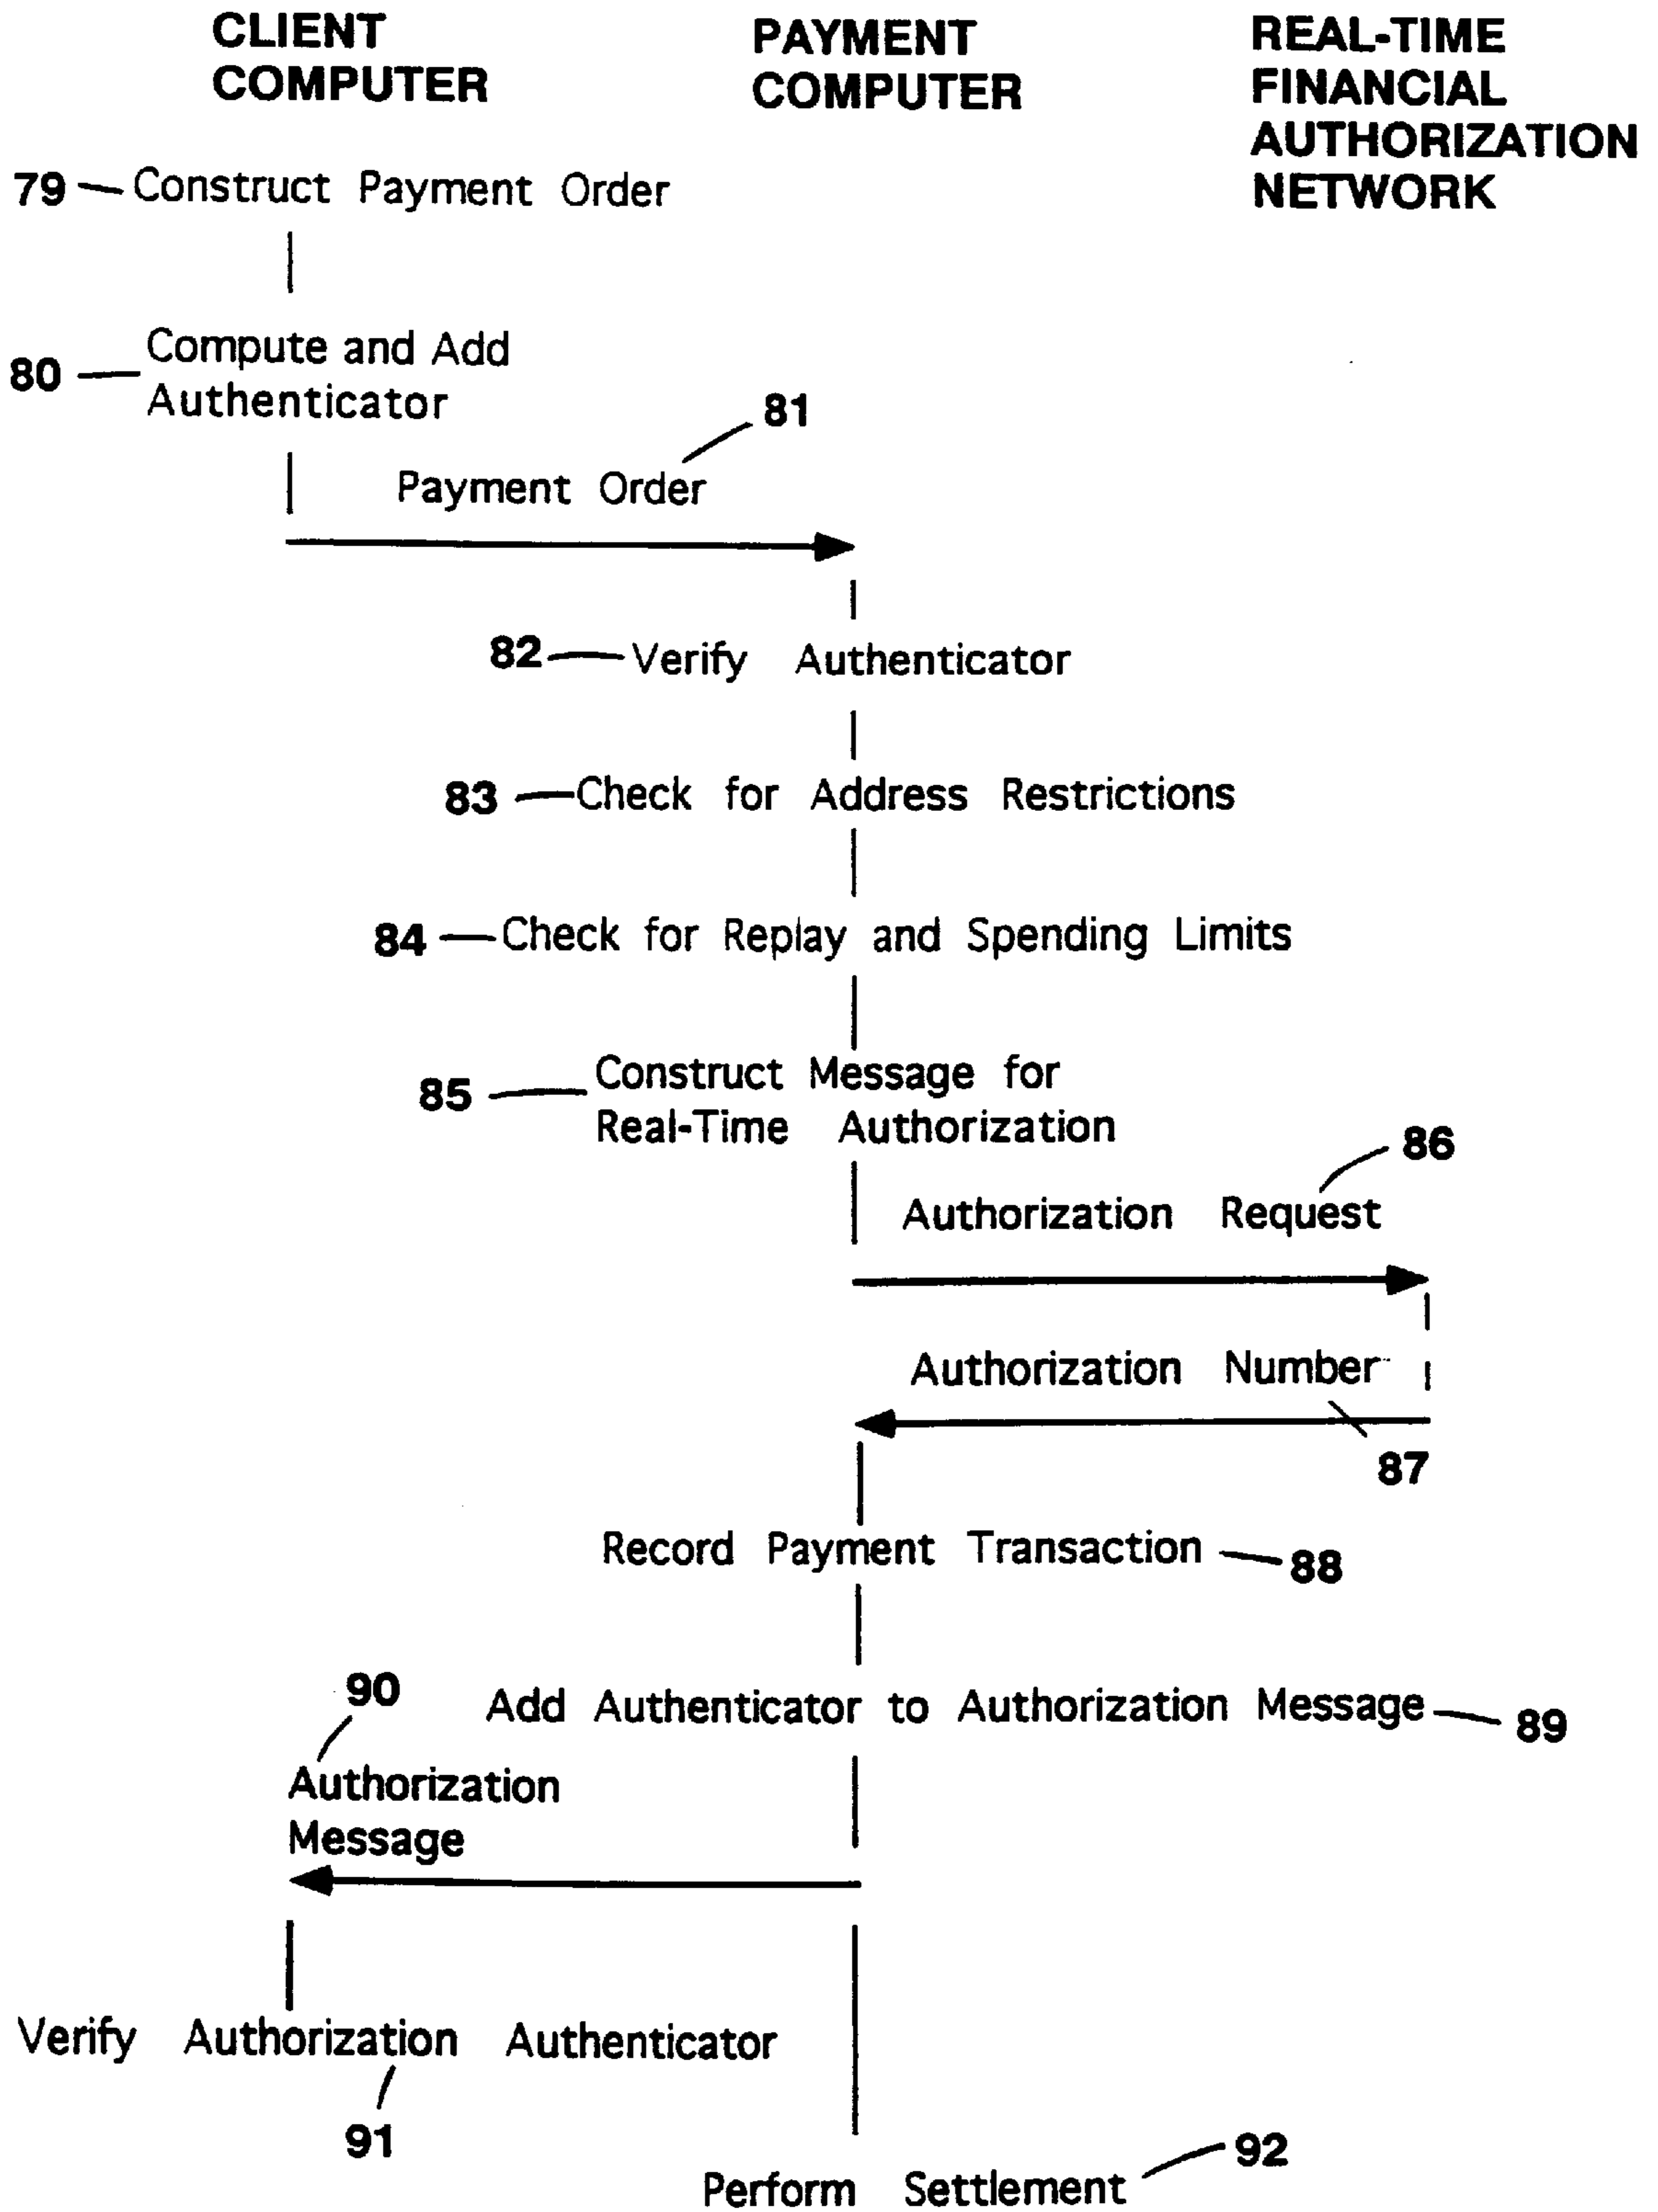 CLIENT
COMPUTER
PAYMENT
COMPUTER
REAL-TIME
FINANCIAL
AUTHORIZATION
NETWORK
79 Construct Payment Order
80 Compute and Add
Authenticator
81
Payment Order
82 Verify Authenticator
83 Check for Address Restrictions
84 Check for Replay and Spending Limits
85 Construct Message for
Real-Time Authorization
86
Authorization Request
Authorization Number
87
Record Payment Transaction 88
Add Authenticator to Authorization Message 89
90
Authorization
Message
Verify Authorization Authenticator
91
92
Perform Settlement